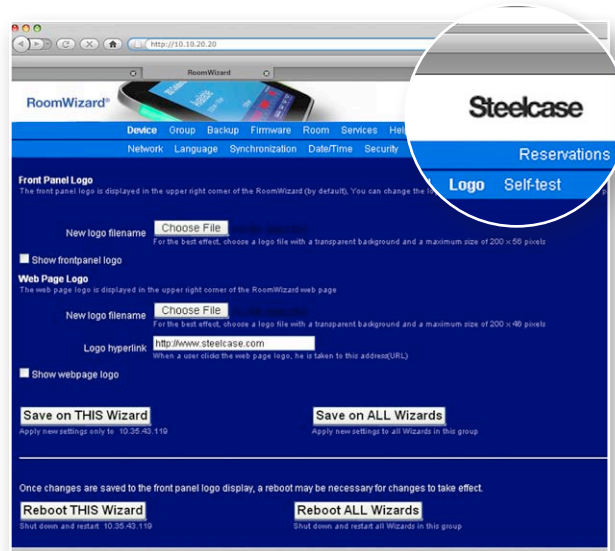 http://10.10.20.20
RoomWizard
RoomWizard®
Available
Steelcase
Device Group Backup Firmware Room Services Help
Reservations
Network Language Synchronization Date/Time Security
Logo Self-test
Front Panel Logo
The front panel logo is displayed in the upper right corner of the RoomWizard (by default), You can change the
New logo filename Choose File
For the best effect, choose a logo file with a transparent background and a maximum size of 200 x 56 pixels
Show frontpanel logo
Web Page Logo
The web page logo is displayed in the upper right corner of the RoomWizard web page
New logo filename Choose File
For the best effect, choose a logo file with a transparent background and a maximum size of 200 x 48 pixels
Logo hyperlink http://www.steelcase.com
When a user clicks the web page logo, he is taken to this address(URL)
Show webpage logo
Save on THIS Wizard Save on ALL Wizards
Apply new settings only to 10.35.43.119 Apply new settings to all Wizards in this group
Once changes are saved to the front panel logo display, a reboot may be necessary for changes to take effect.
Reboot THIS Wizard Reboot ALL Wizards
Shut down and restart 10.35.43.119 Shut down and restart all Wizards in this group